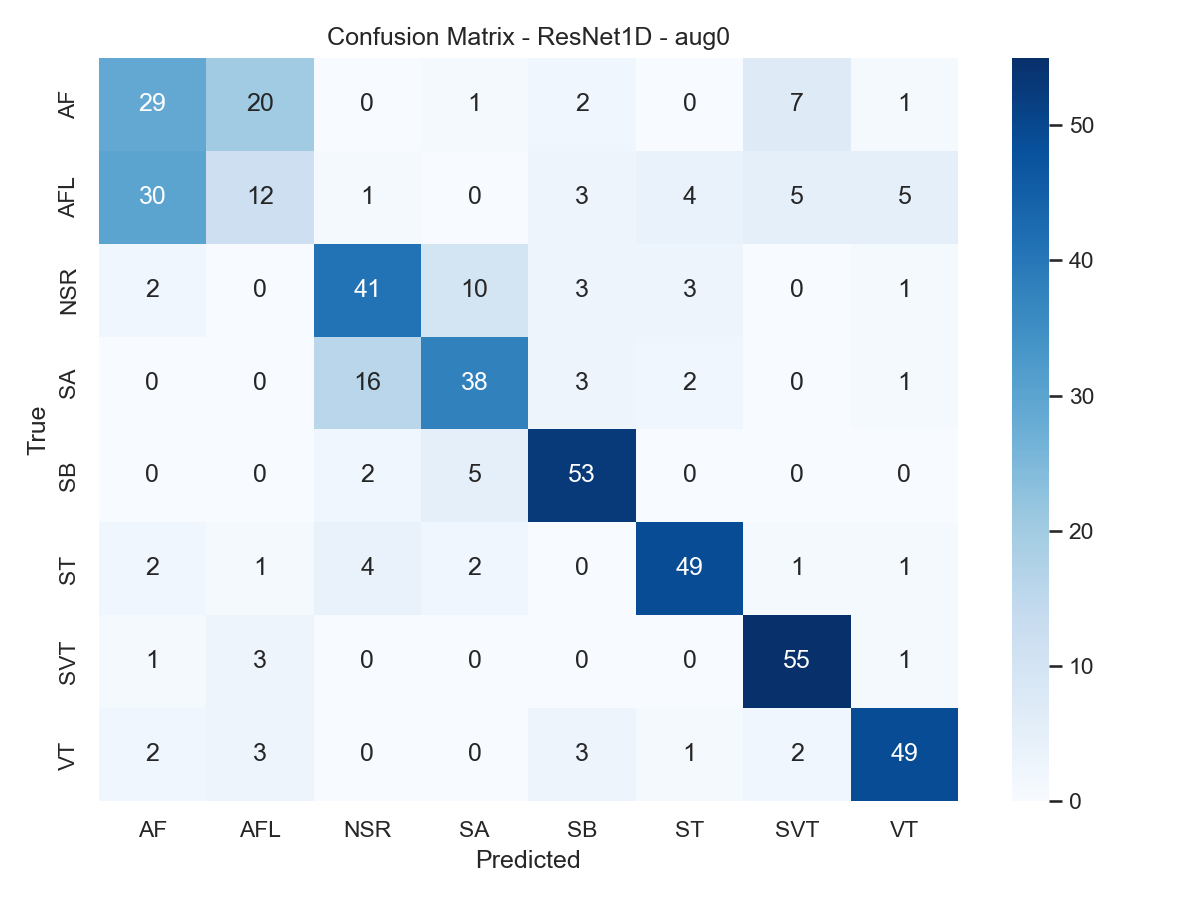 Confusion Matrix - ResNet1D - aug0
True
AF 29 20 0 1 2 0 7 1
AFL 30 12 1 0 3 4 5 5
NSR 2 0 41 10 3 3 0 1
SA 0 0 16 38 3 2 0 1
SB 0 0 2 5 53 0 0 0
ST 2 1 4 2 0 49 1 1
SVT 1 3 0 0 0 0 55 1
VT 2 3 0 0 3 1 2 49
AF AFL NSR SA SB ST SVT VT
Predicted
50
40
30
20
10
0